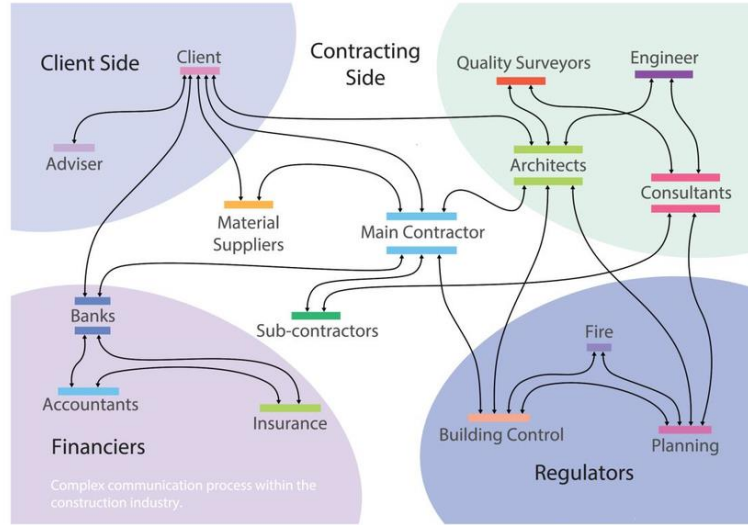 Client Side
Client
Contracting
Side
Quality Surveyors
Engineer
Adviser
Architects
Consultants
Material
Suppliers
Main Contractor
Banks
Sub-contractors
Fire
Accountants
Insurance
Building Control
Planning
Financiers
Regulators
Complex communication process within the
construction industry.